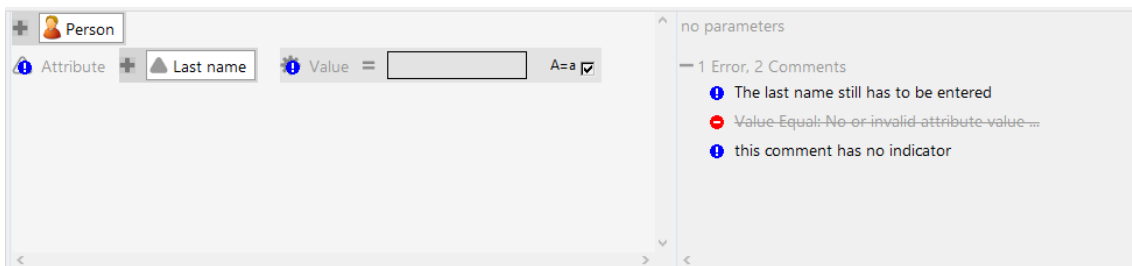 Person
Attribute Last name Value = A=a
no parameters
1 Error, 2 Comments
The last name still has to be entered
Value Equal: No or invalid attribute value ...
this comment has no indicator